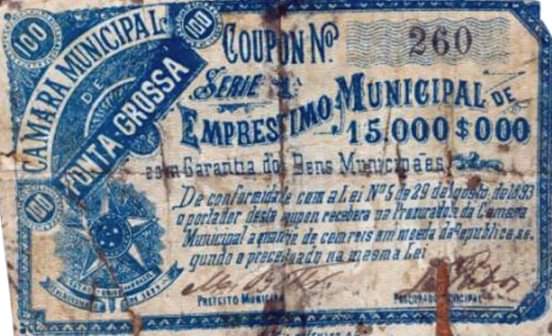 100
100
CAMARA MUNICIPAL
DE
PONTA-GROSSA
COUPON Nº 260
SERIE 1ª
EMPRESTIMO MUNICIPAL DE
15.000$000
com Garantia dos Bens Municipaes
De conformidade com a Lei Nº 5 de 29 de Agosto de 1893
o portador deste coupon recebera na Procuradoria da Camara
Municipal a quantia de cem reis em moeda da Republica, se-
gundo o preceituado na mesma Lei
100
PREFEITO MUNICIPAL
PROCURADOR MUNICIPAL